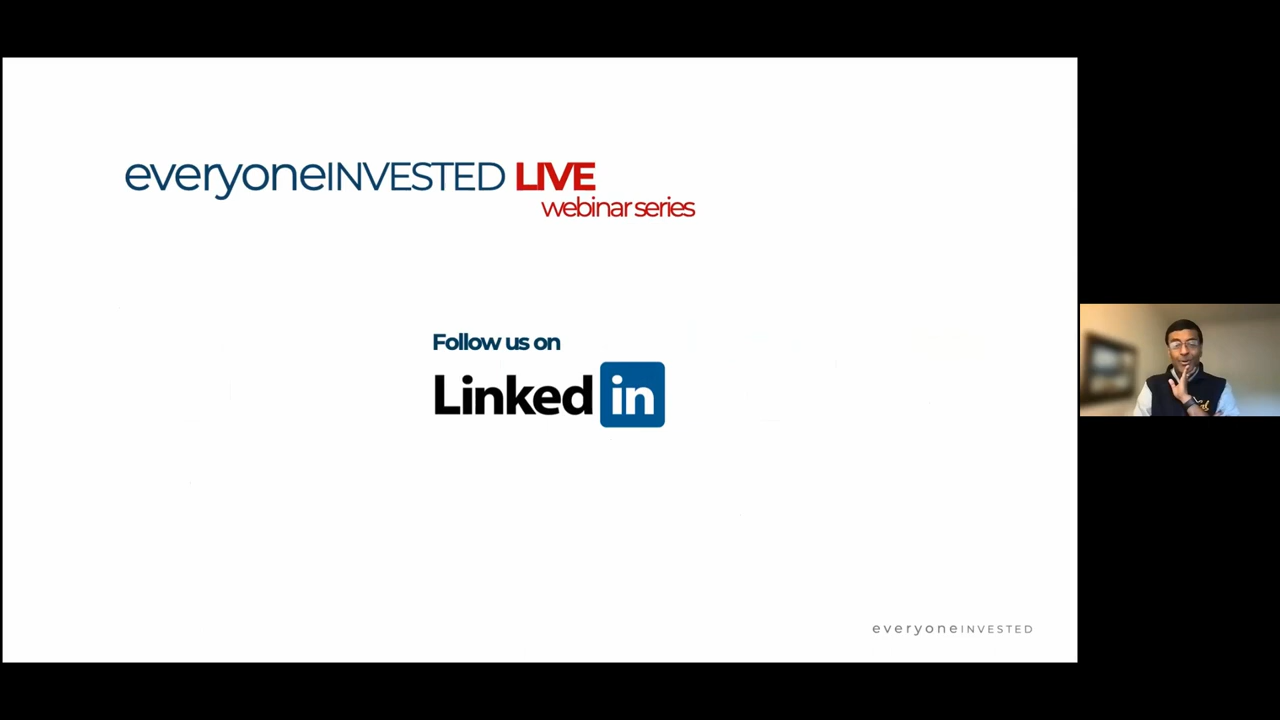 everyoneINVESTED LIVE
webinar series
Follow us on
Linked in
everyoneINVESTED